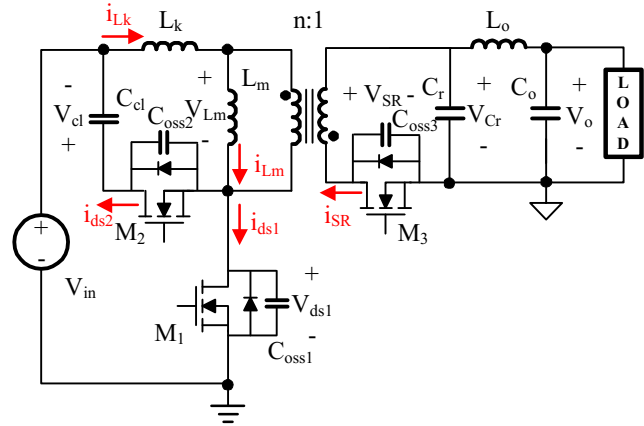 i_Lk
L_k
n:1
L_o
-
V_cl
+
C_cl
C_oss2
+
V_Lm
-
L_m
+ V_SR -
C_oss3
C_r
+
V_Cr
-
C_o
+
V_o
-
L
O
A
D
i_Lm
i_ds2
M_2
i_ds1
i_SR
M_3
+
-
V_in
M_1
+
V_ds1
-
C_oss1